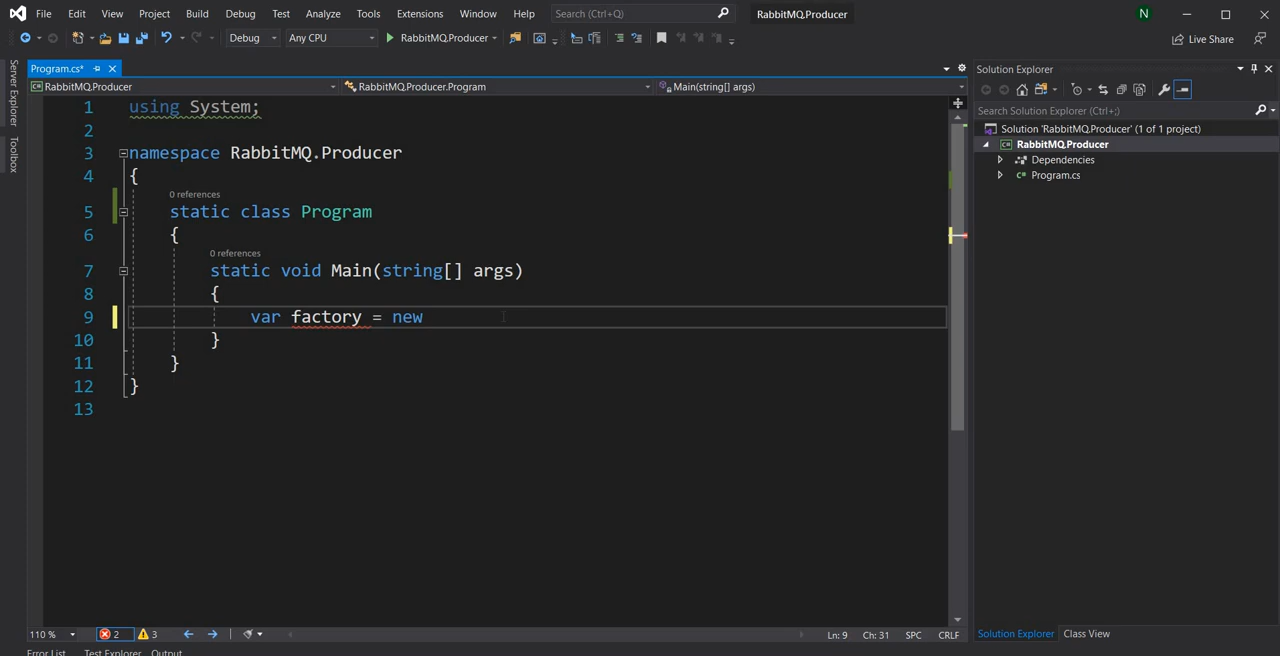 File Edit View Project Build Debug Test Analyze Tools Extensions Window Help Search (Ctrl+Q) RabbitMQ.Producer N
Debug Any CPU RabbitMQ.Producer Live Share
Program.cs*
RabbitMQ.Producer RabbitMQ.Producer.Program Main(string[] args)
Server Explorer
Toolbox
1 using System;
2
3 namespace RabbitMQ.Producer
4 {
0 references
5 static class Program
6 {
0 references
7 static void Main(string[] args)
8 {
9 var factory = new
10 }
11 }
12 }
13
110 % 2 3 Ln: 9 Ch: 31 SPC CRLF
Error List Test Explorer Output
Solution Explorer
Search Solution Explorer (Ctrl+;)
Solution 'RabbitMQ.Producer' (1 of 1 project)
C# RabbitMQ.Producer
Dependencies
C# Program.cs
Solution Explorer Class View